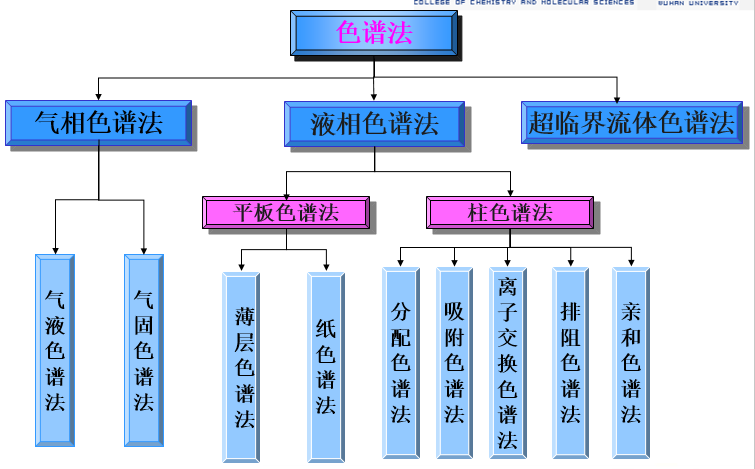 COLLEGE OF CHEMISTRY AND MOLECULAR SCIENCES WUHAN UNIVERSITY
色谱法
气相色谱法
液相色谱法
超临界流体色谱法
平板色谱法
柱色谱法
气液色谱法
气固色谱法
薄层色谱法
纸色谱法
分配色谱法
吸附色谱法
离子交换色谱法
排阻色谱法
亲和色谱法